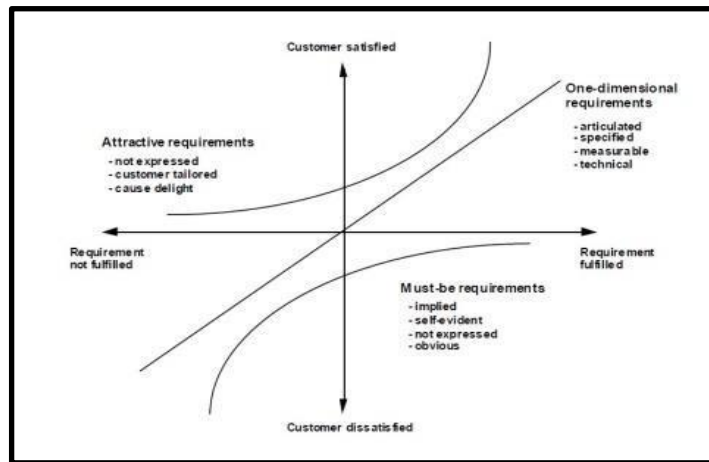 Customer satisfied
One-dimensional
requirements
- articulated
- specified
- measurable
- technical
Attractive requirements
- not expressed
- customer tailored
- cause delight
Requirement
not fulfilled
Requirement
fulfilled
Must-be requirements
- implied
- self-evident
- not expressed
- obvious
Customer dissatisfied